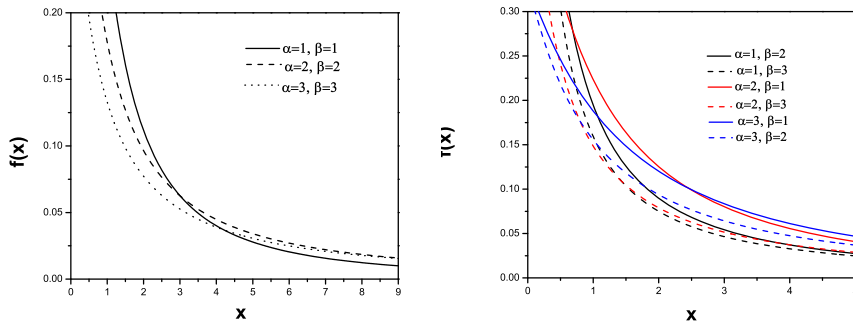 0.20
0.15
0.10
0.05
0.00
f(x)
α=1, β=1
α=2, β=2
α=3, β=3
0 1 2 3 4 5 6 7 8 9
x
0.30
0.25
0.20
0.15
0.10
0.05
0.00
f(x)
α=1, β=2
α=1, β=3
α=2, β=1
α=2, β=3
α=3, β=1
α=3, β=2
0 1 2 3 4
x